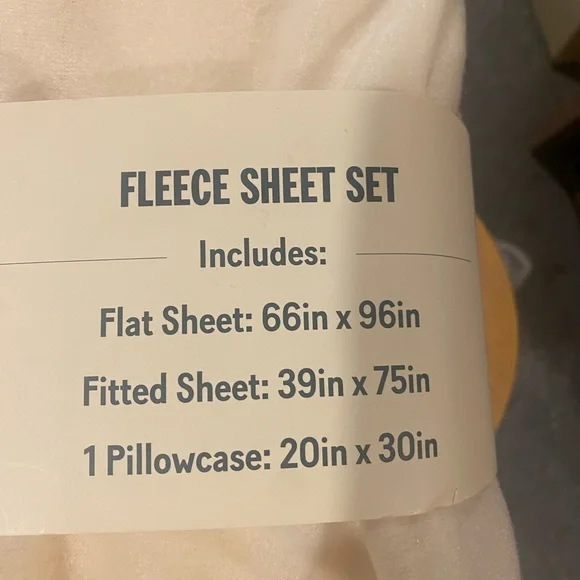 FLEECE SHEET SET
Includes:
Flat Sheet: 66in x 96in
Fitted Sheet: 39in x 75in
1 Pillowcase: 20in x 30in